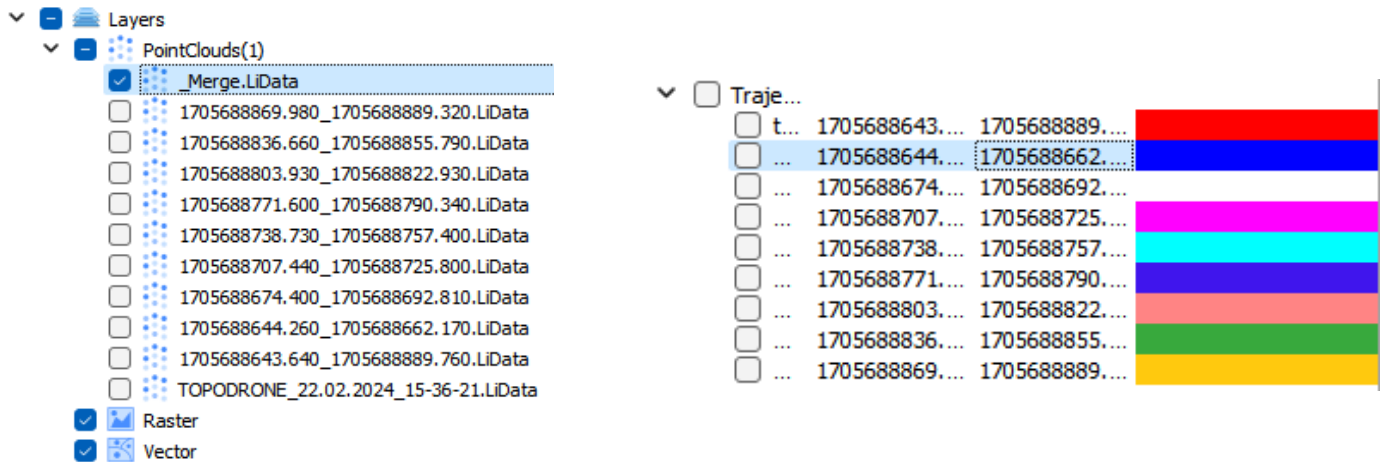 Layers
PointClouds(1)
_Merge.LiData
1705688869.980_1705688889.320.LiData
1705688836.660_1705688855.790.LiData
1705688803.930_1705688822.930.LiData
1705688771.600_1705688790.340.LiData
1705688738.730_1705688757.400.LiData
1705688707.440_1705688725.800.LiData
1705688674.400_1705688692.810.LiData
1705688644.260_1705688662.170.LiData
1705688643.640_1705688889.760.LiData
TOPODRONE_22.02.2024_15-36-21.LiData
Raster
Vector
Traje...
t... 1705688643.... 1705688889....
... 1705688644.... 1705688662....
... 1705688674.... 1705688692....
... 1705688707.... 1705688725....
... 1705688738.... 1705688757....
... 1705688771.... 1705688790....
... 1705688803.... 1705688822....
... 1705688836.... 1705688855....
... 1705688869.... 1705688889....